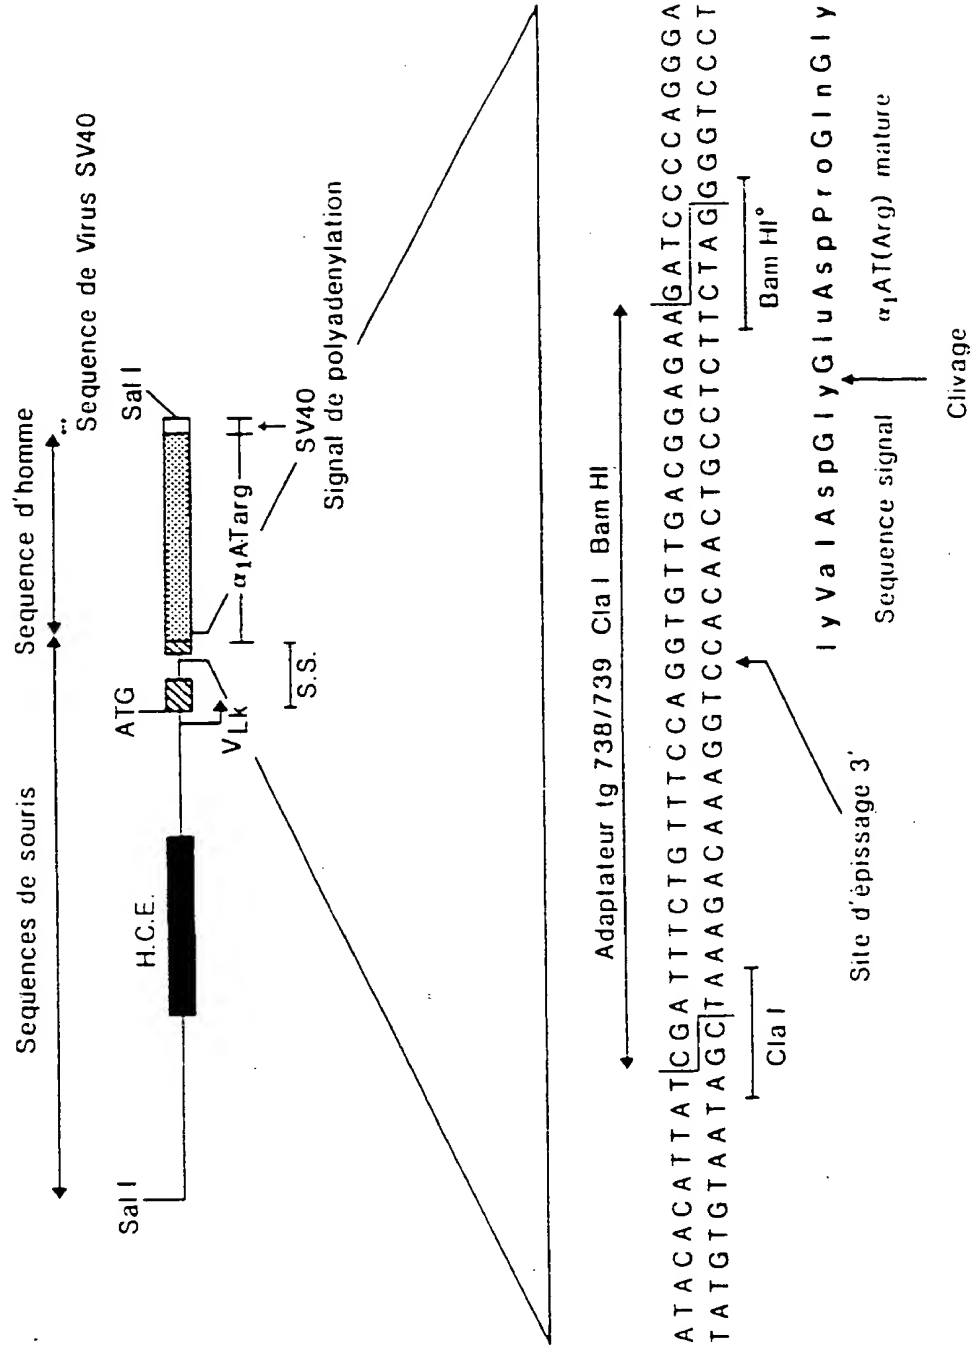 Sequences de souris
Sequence d'homme
Sequence de Virus SV40
Sal I
H.C.E.
ATG
Sal I
VLk
S.S.
α1ATarg
SV40
Signal de polyadenylation
Adaptateur tg 738/739 Cla I Bam HI
ATACACATTATCGATTTCTGTTTCCAGGTGTTGACGGAGAAGATCCCCAGGGA
TATGTGTAATAGCTAAAGACAAAGGTCCACAACTGCCTCTTCTAGGGGTCCCT
Cla I
Bam HI°
lyValAspGlyGluAspProGlnGly
Site d'épissage 3'
Sequence signal
α1AT(Arg) mature
Clivage